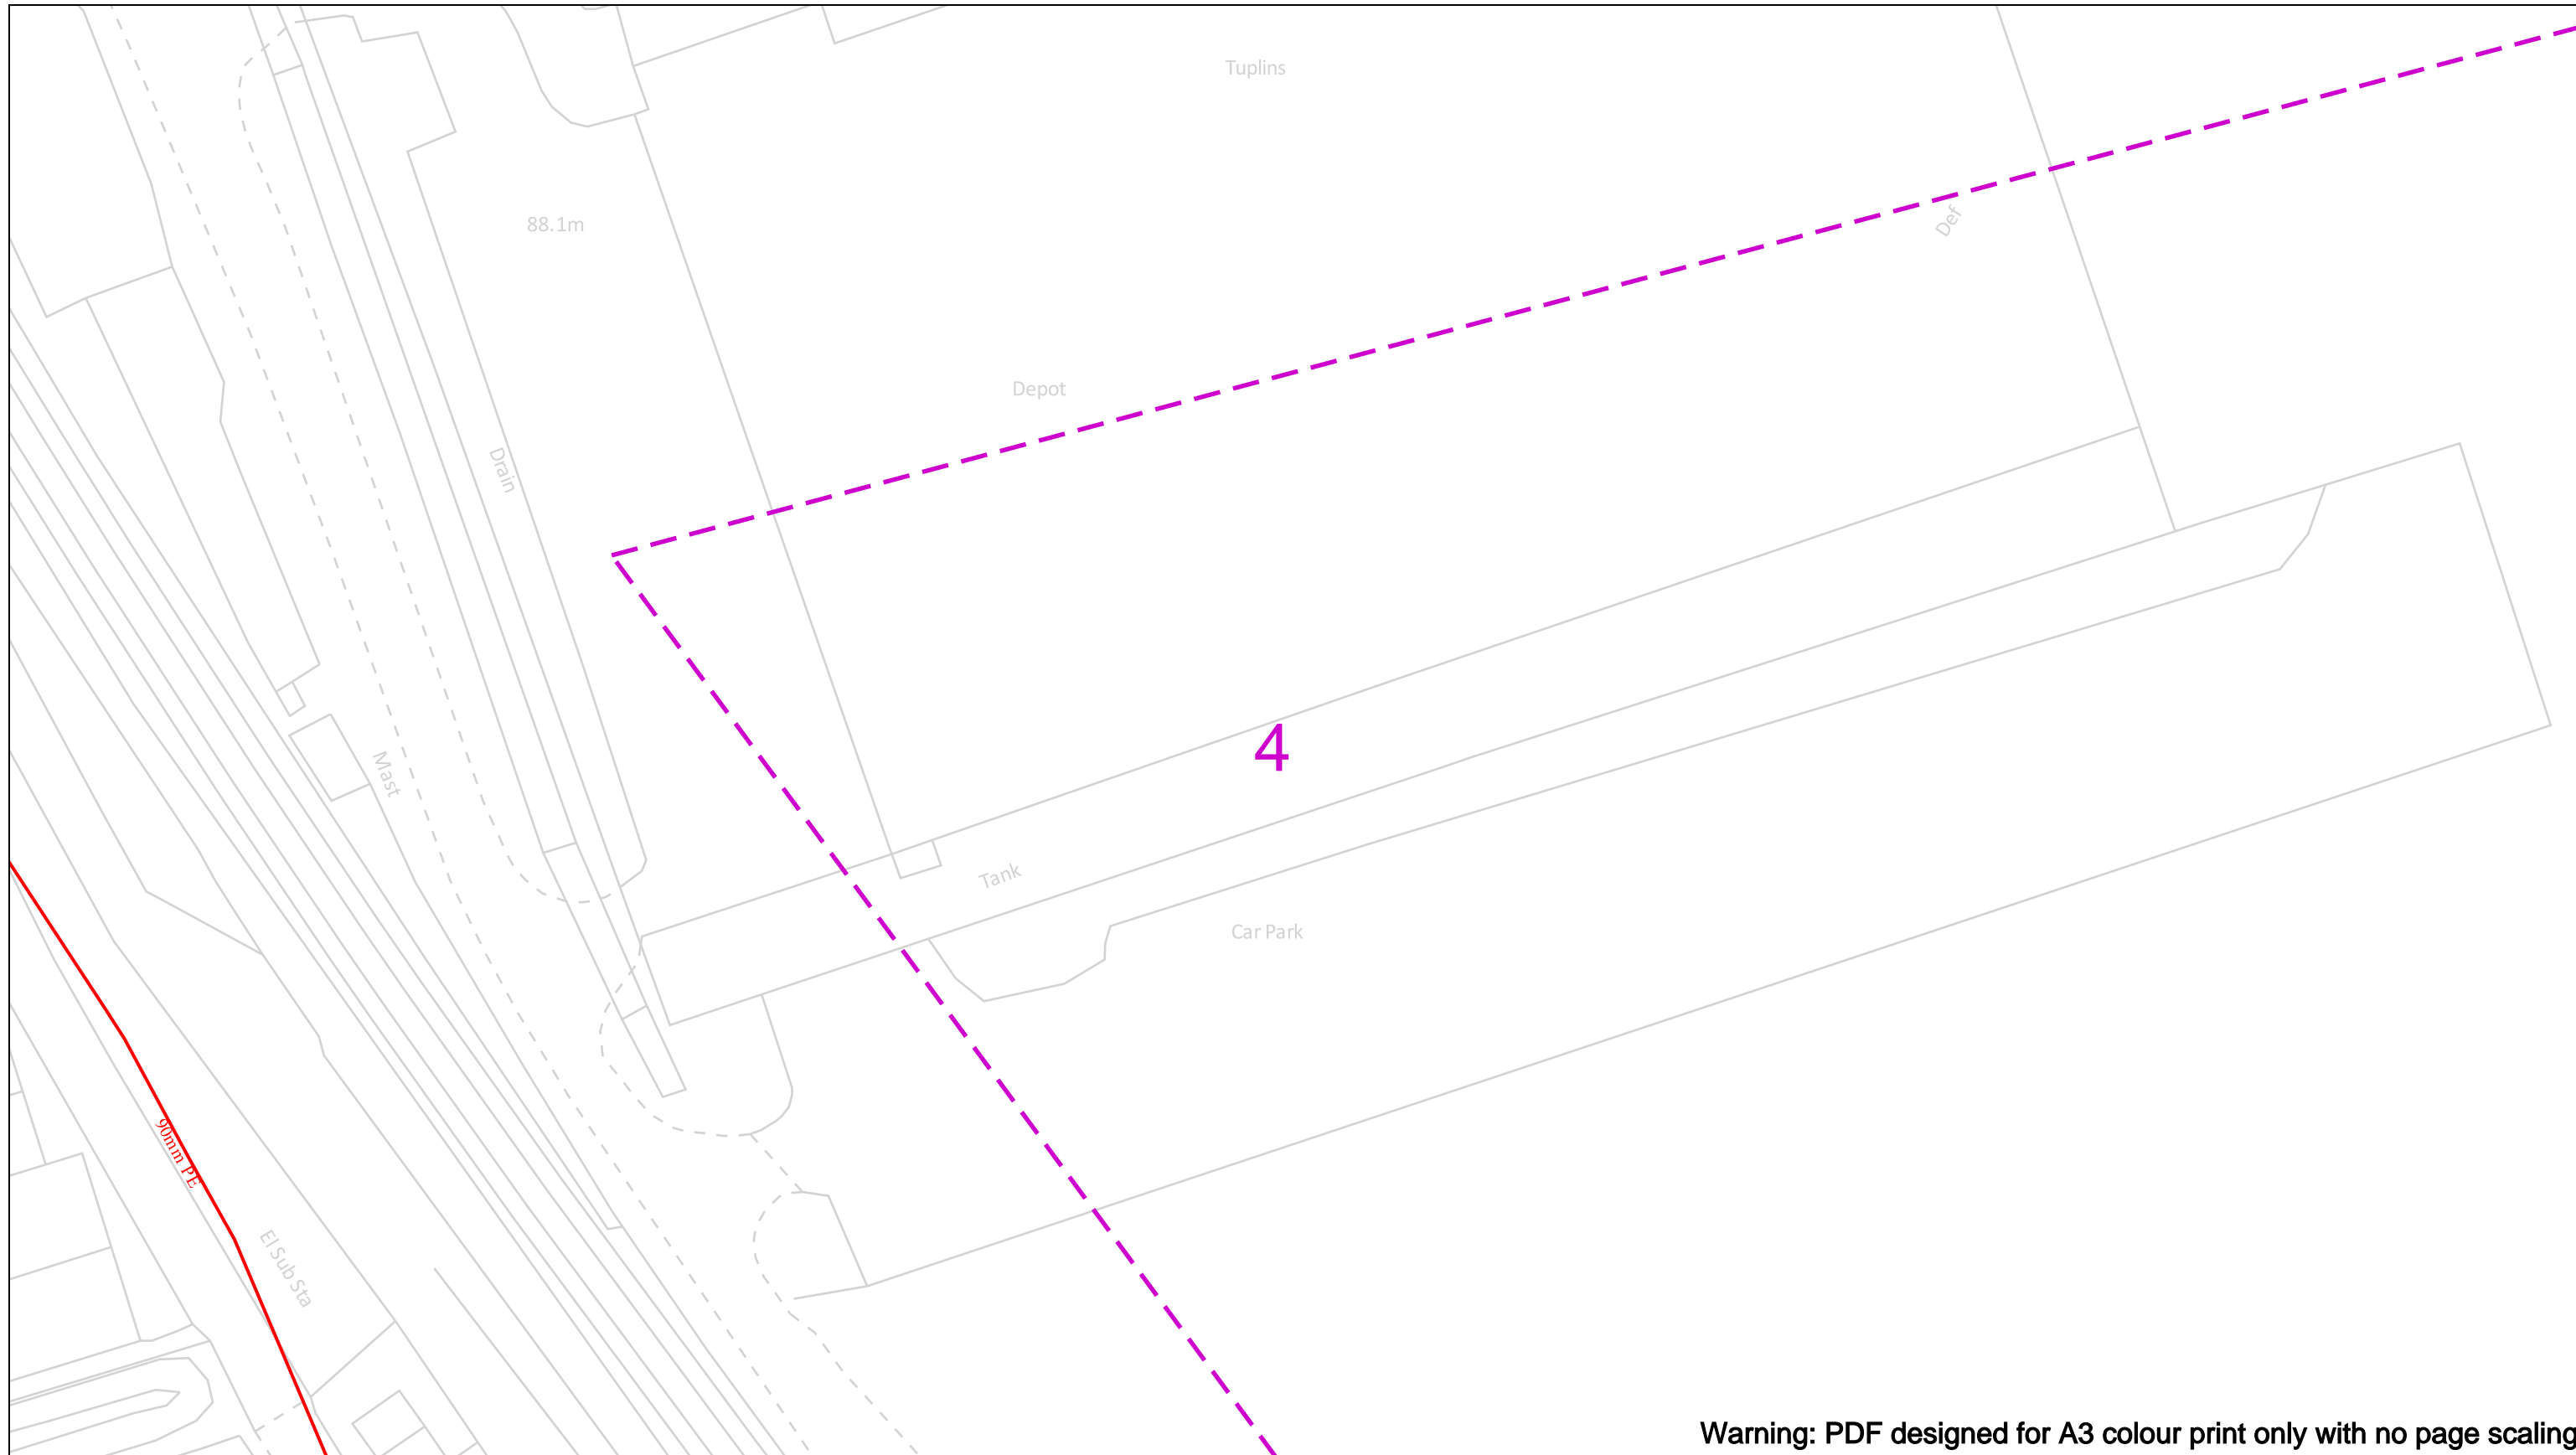 Tuplins
88.1m
Def
Depot
Drain
4
Mast
Tank
Car Park
90mm PE
El Sub Sta
Warning: PDF designed for A3 colour print only with no page scaling